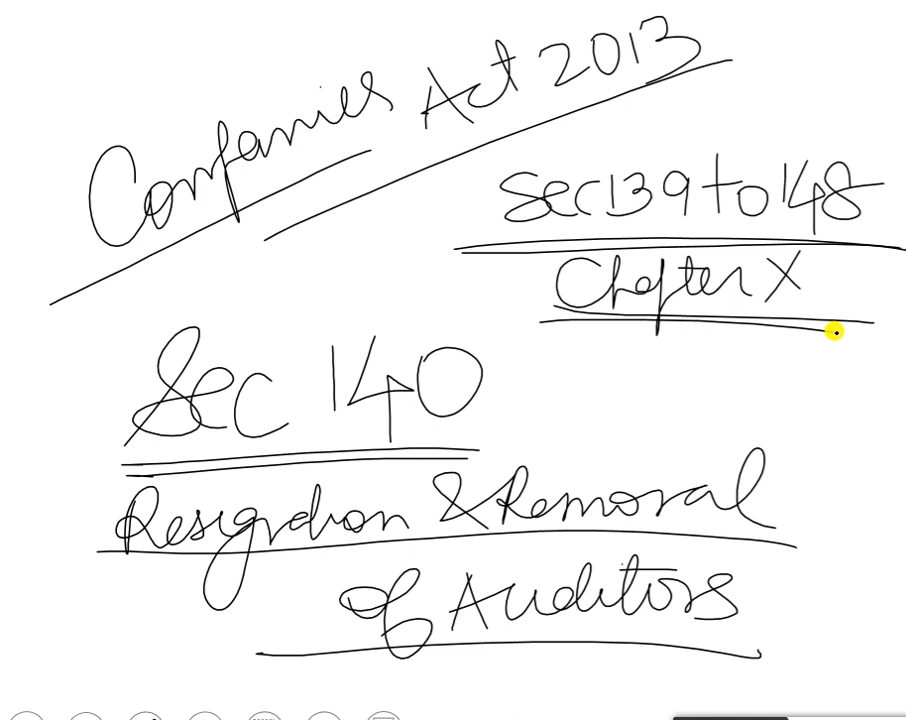 Companies Act 2013
Sec 139 to 148
Chapter X
Sec 140
Resignation & Removal
of Auditors